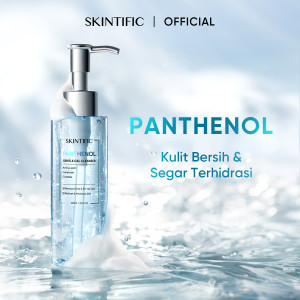 SKINTIFIC | OFFICIAL
PANTHENOL
Kulit Bersih &
Segar Terhidrasi
SKINTIFIC
PANTHENOL
GENTLE GEL CLEANSER